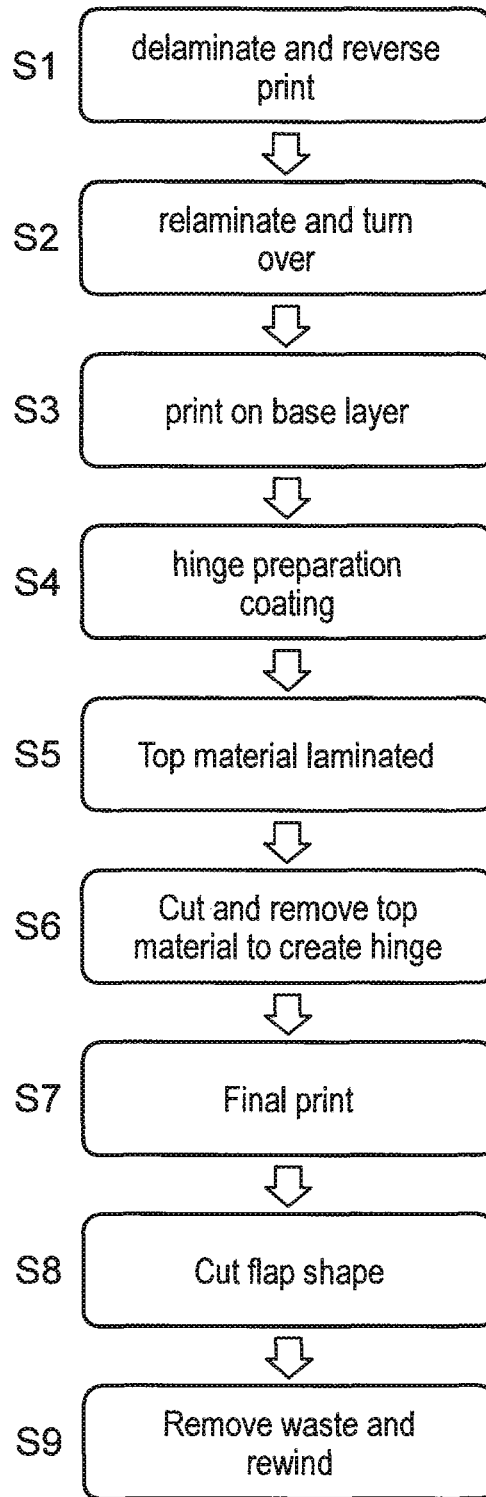 S1
delaminate and reverse
print
S2
relaminate and turn
over
S3
print on base layer
S4
hinge preparation
coating
S5
Top material laminated
S6
Cut and remove top
material to create hinge
S7
Final print
S8
Cut flap shape
S9
Remove waste and
rewind